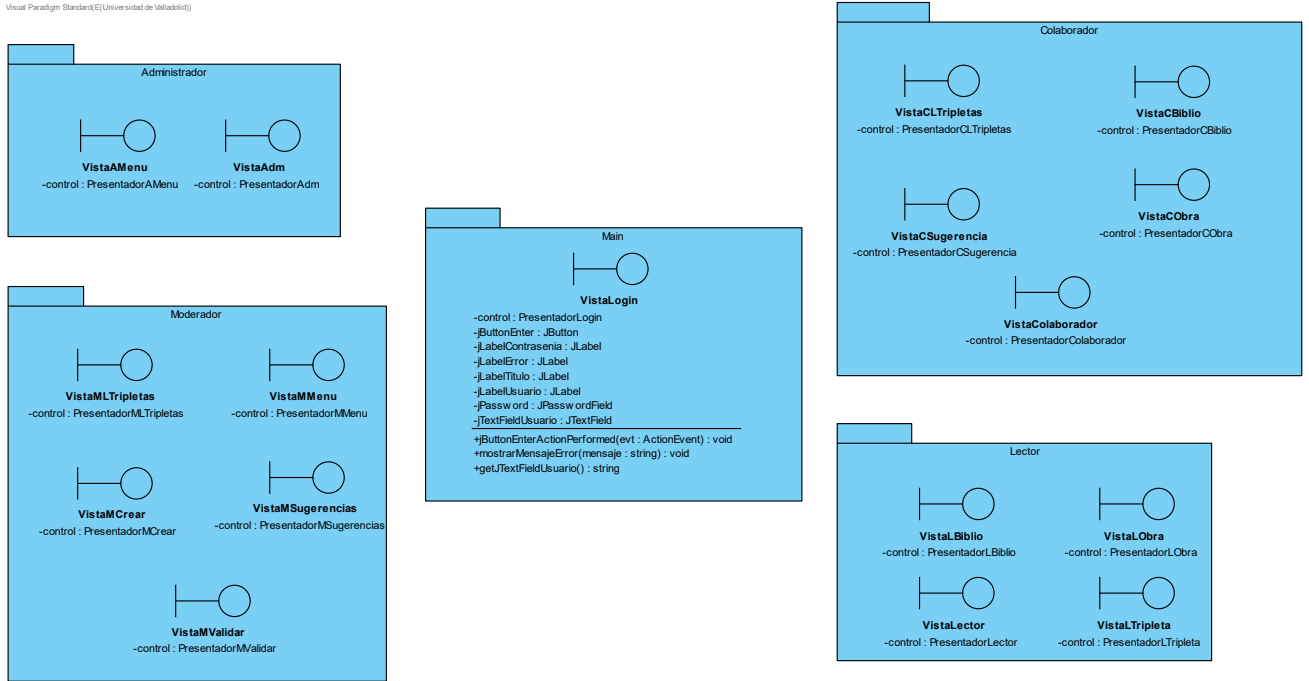 Visual Paradigm Standard(E(Universidad de Valladolid))
Administrador
VistaAMenu
-control : PresentadorAMenu
VistaAdm
-control : PresentadorAdm
Moderador
VistaMLTripletas
-control : PresentadorMLTripletas
VistaMMenu
-control : PresentadorMMenu
VistaMCrear
-control : PresentadorMCrear
VistaMSugerencias
-control : PresentadorMSugerencias
VistaMValidar
-control : PresentadorMValidar
Main
VistaLogin
-control : PresentadorLogin
-jButtonEnter : JButton
-jLabelContrasenia : JLabel
-jLabelError : JLabel
-jLabelTitulo : JLabel
-jLabelUsuario : JLabel
-jPassword : JPasswordField
-jTextFieldUsuario : JTextField
+jButtonEnterActionPerformed(evt : ActionEvent) : void
+mostrarMensajeError(mensaje : string) : void
+getJTextFieldUsuario() : string
Colaborador
VistaCLTripletas
-control : PresentadorCLTripletas
VistaCBiblio
-control : PresentadorCBiblio
VistaCSugerencia
-control : PresentadorCSugerencia
VistaCObra
-control : PresentadorCObra
VistaColaborador
-control : PresentadorColaborador
Lector
VistaLBiblio
-control : PresentadorLBiblio
VistaLObra
-control : PresentadorLObra
VistaLector
-control : PresentadorLector
VistaLTripleta
-control : PresentadorLTripleta